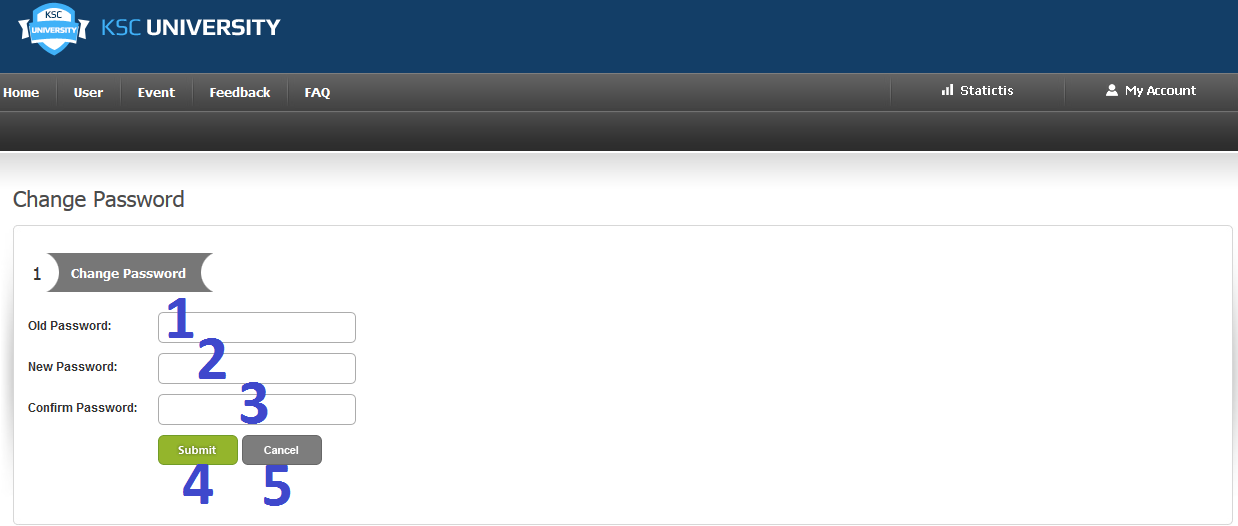 KSC
UNIVERSITY
KSC UNIVERSITY
Home User Event Feedback FAQ Statictis My Account
Change Password
1 Change Password
Old Password: 1
New Password: 2
Confirm Password: 3
Submit Cancel
4 5